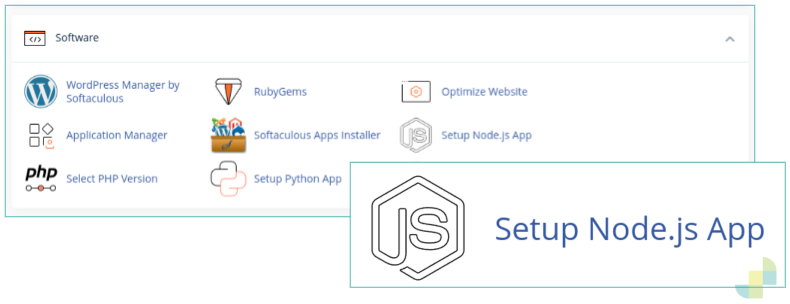 Software
WordPress Manager by
Softaculous
RubyGems
Optimize Website
Application Manager
Softaculous Apps Installer
JS
Setup Node.js App
php
Select PHP Version
Setup Python App
JS
Setup Node.js App